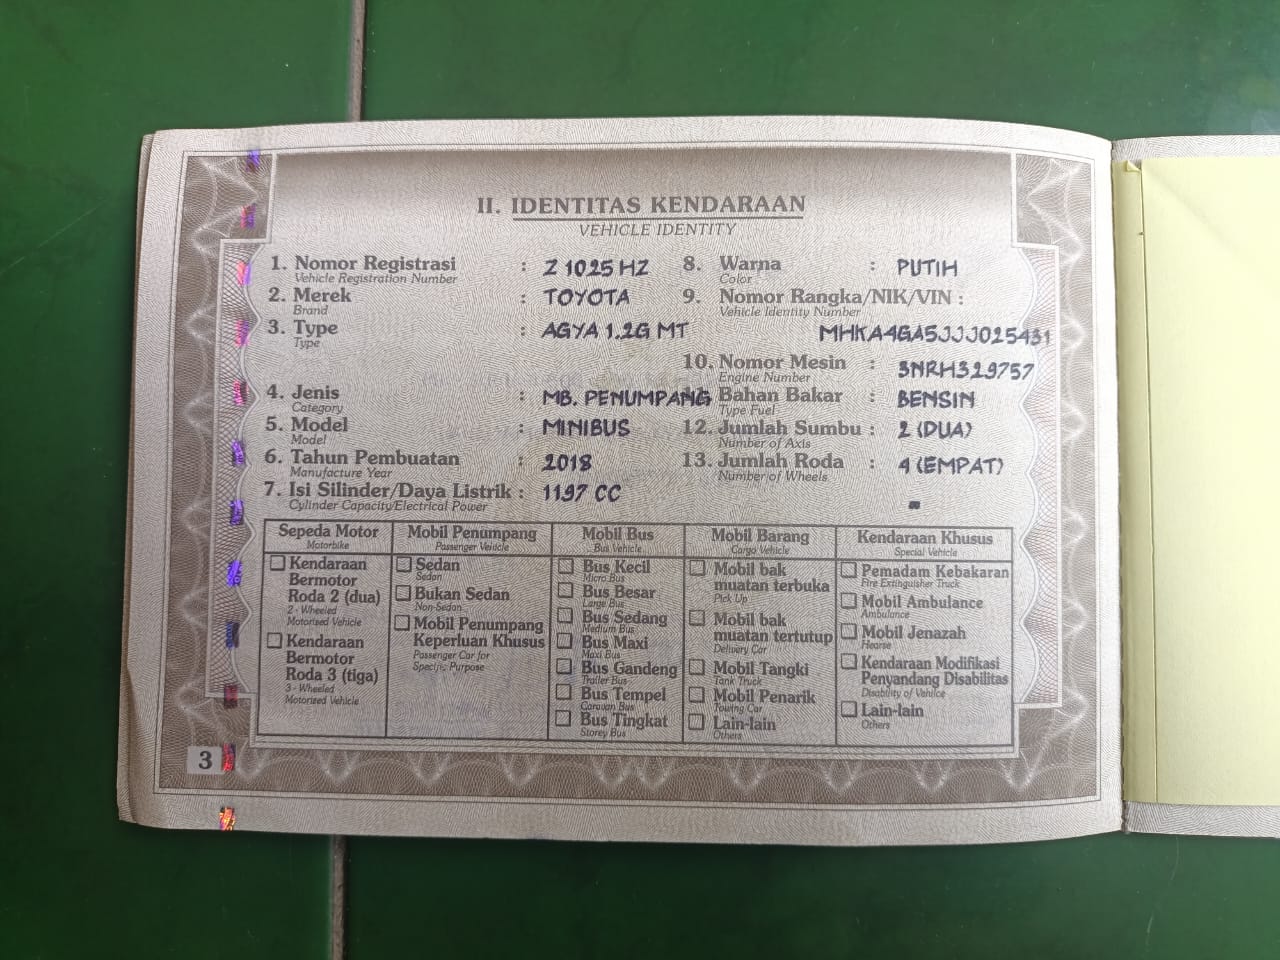 II. IDENTITAS KENDARAAN
VEHICLE IDENTITY
1. Nomor Registrasi : Z 1025 HZ
Vehicle Registration Number
2. Merek : TOYOTA
Brand
3. Type : AGYA 1.2G MT
Type
4. Jenis : MB. PENUMPANG
Category
5. Model : MINIBUS
Model
6. Tahun Pembuatan : 2018
Manufacture Year
7. Isi Silinder/Daya Listrik : 1197 CC
Cylinder Capacity/Electrical Power
8. Warna : PUTIH
Color
9. Nomor Rangka/NIK/VIN :
Vehicle Identity Number
MHKA4GA5JJJ025431
10. Nomor Mesin : 3NRH329757
Engine Number
Bahan Bakar : BENSIN
Type Fuel
12. Jumlah Sumbu : 2 (DUA)
Number of Axis
13. Jumlah Roda : 4 (EMPAT)
Number of Wheels
Sepeda Motor
Motorbike
Kendaraan
Bermotor
Roda 2 (dua)
2 - Wheeled
Motorized Vehicle
Kendaraan
Bermotor
Roda 3 (tiga)
3 - Wheeled
Motorized Vehicle
Mobil Penumpang
Passenger Vehicle
Sedan
Sedan
Bukan Sedan
Non-Sedan
Mobil Penumpang
Keperluan Khusus
Passenger Car for
Specific Purpose
Mobil Bus
Bus Vehicle
Bus Kecil
Micro Bus
Bus Besar
Large Bus
Bus Sedang
Medium Bus
Bus Maxi
Maxi Bus
Bus Gandeng
Trailer Bus
Bus Tempel
Caravan Bus
Bus Tingkat
Storey Bus
Mobil Barang
Cargo Vehicle
Mobil bak
muatan terbuka
Pick Up
Mobil bak
muatan tertutup
Delivery Car
Mobil Tangki
Tank Truck
Mobil Penarik
Towing Car
Lain-lain
Others
Kendaraan Khusus
Special Vehicle
Pemadam Kebakaran
Fire Extinguisher Truck
Mobil Ambulance
Ambulance
Mobil Jenazah
Hearse
Kendaraan Modifikasi
Penyandang Disabilitas
Disability of Vehilce
Lain-lain
Others
3